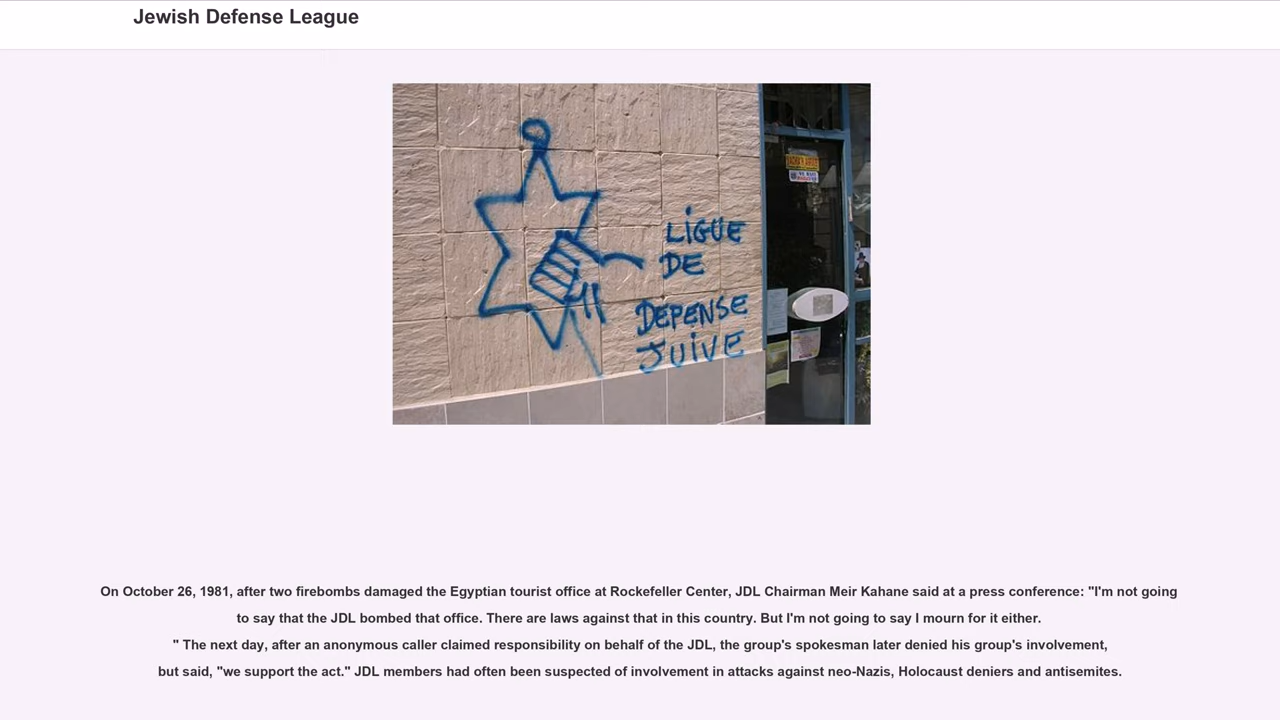 Jewish Defense League
LIGUE
DE
DEFENSE
JUIVE
On October 26, 1981, after two firebombs damaged the Egyptian tourist office at Rockefeller Center, JDL Chairman Meir Kahane said at a press conference: "I'm not going
to say that the JDL bombed that office. There are laws against that in this country. But I'm not going to say I mourn for it either.
" The next day, after an anonymous caller claimed responsibility on behalf of the JDL, the group's spokesman later denied his group's involvement,
but said, "we support the act." JDL members had often been suspected of involvement in attacks against neo-Nazis, Holocaust deniers and antisemites.